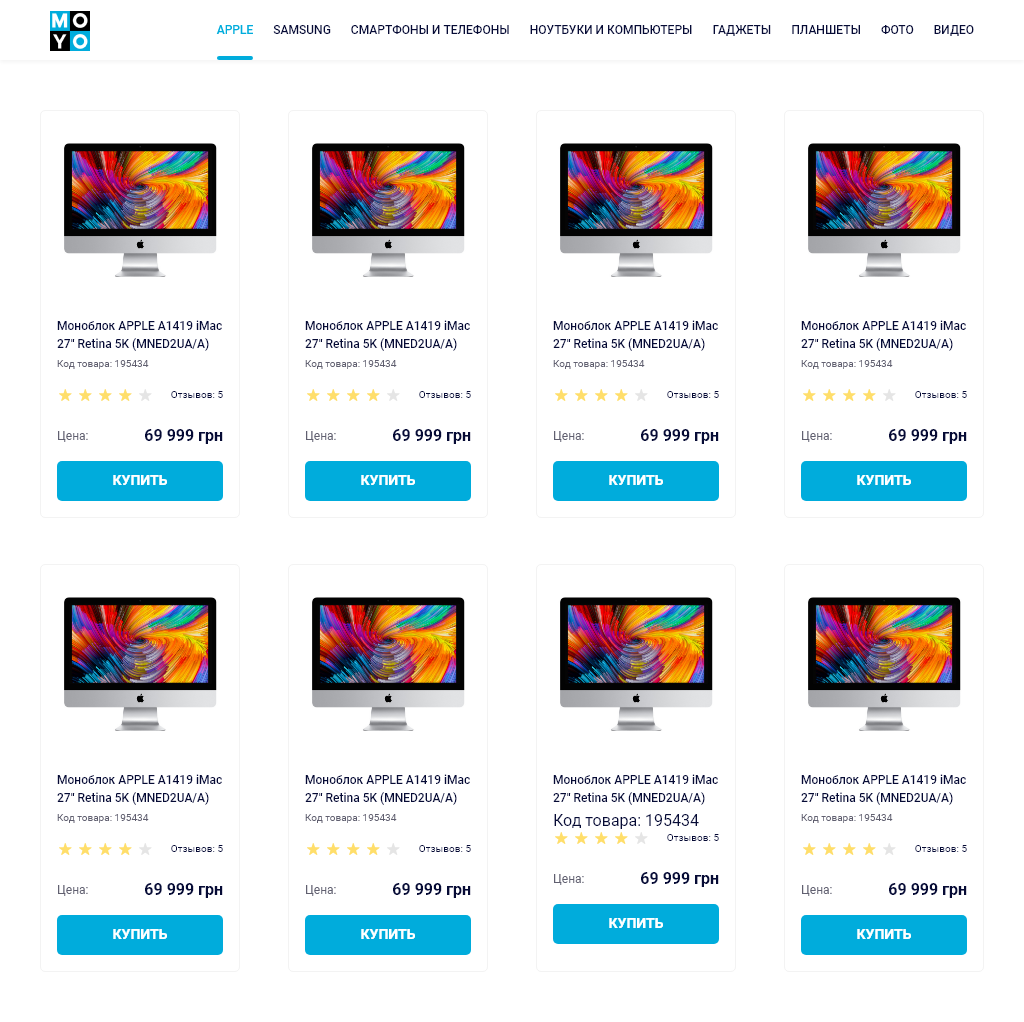 MOYO
APPLE SAMSUNG СМАРТФОНЫ И ТЕЛЕФОНЫ НОУТБУКИ И КОМПЬЮТЕРЫ ГАДЖЕТЫ ПЛАНШЕТЫ ФОТО ВИДЕО
Моноблок APPLE A1419 iMac
27" Retina 5K (MNED2UA/A)
Код товара: 195434
Отзывов: 5
Цена: 69 999 грн
КУПИТЬ
Моноблок APPLE A1419 iMac
27" Retina 5K (MNED2UA/A)
Код товара: 195434
Отзывов: 5
Цена: 69 999 грн
КУПИТЬ
Моноблок APPLE A1419 iMac
27" Retina 5K (MNED2UA/A)
Код товара: 195434
Отзывов: 5
Цена: 69 999 грн
КУПИТЬ
Моноблок APPLE A1419 iMac
27" Retina 5K (MNED2UA/A)
Код товара: 195434
Отзывов: 5
Цена: 69 999 грн
КУПИТЬ
Моноблок APPLE A1419 iMac
27" Retina 5K (MNED2UA/A)
Код товара: 195434
Отзывов: 5
Цена: 69 999 грн
КУПИТЬ
Моноблок APPLE A1419 iMac
27" Retina 5K (MNED2UA/A)
Код товара: 195434
Отзывов: 5
Цена: 69 999 грн
КУПИТЬ
Моноблок APPLE A1419 iMac
27" Retina 5K (MNED2UA/A)
Код товара: 195434
Отзывов: 5
Цена: 69 999 грн
КУПИТЬ
Моноблок APPLE A1419 iMac
27" Retina 5K (MNED2UA/A)
Код товара: 195434
Отзывов: 5
Цена: 69 999 грн
КУПИТЬ